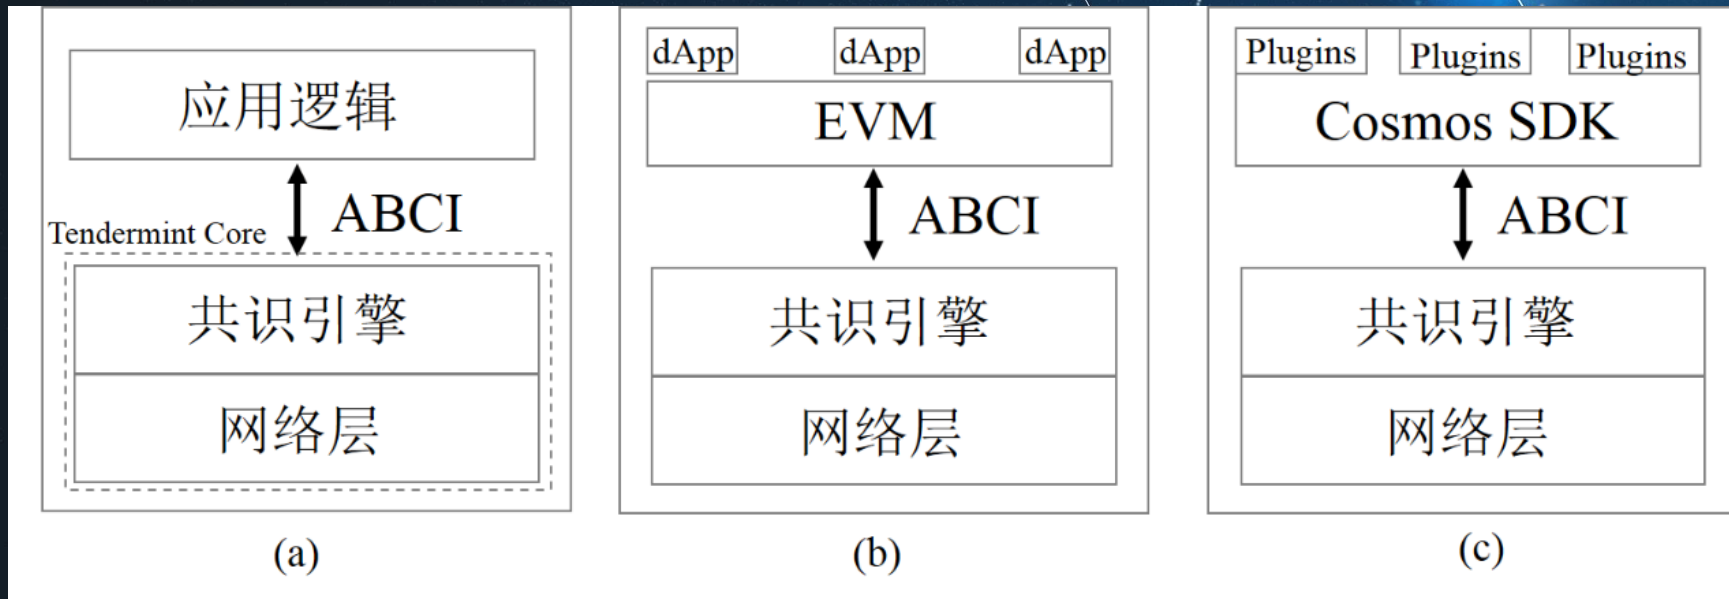 应用逻辑
ABCI
Tendermint Core
共识引擎
网络层
(a)
dApp dApp dApp
EVM
ABCI
共识引擎
网络层
(b)
Plugins Plugins Plugins
Cosmos SDK
ABCI
共识引擎
网络层
(c)